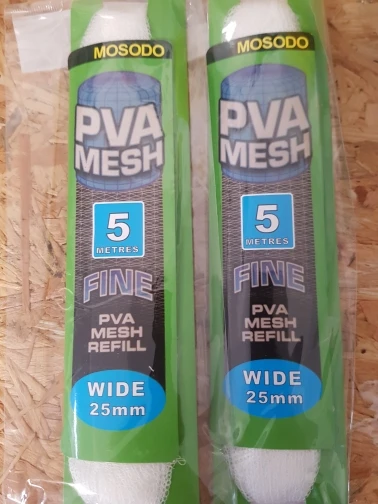 MOSODO
PVA
MESH
5
METRES
FINE
PVA
MESH
REFILL
WIDE
25mm
MOSODO
PVA
MESH
5
METRES
FINE
PVA
MESH
REFILL
WIDE
25mm